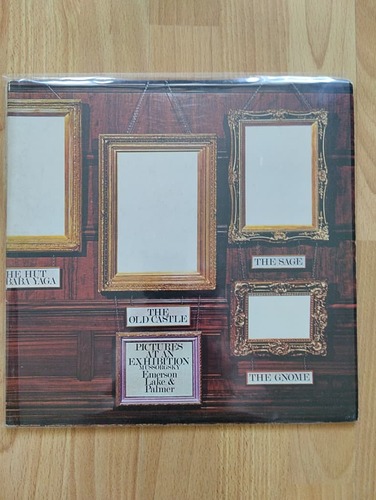 HE HUT
BABA YAGA
THE
OLD CASTLE
THE SAGE
THE GNOME
PICTURES
AT AN
EXHIBITION
MUSSORGSKY
Emerson
Lake &
Palmer